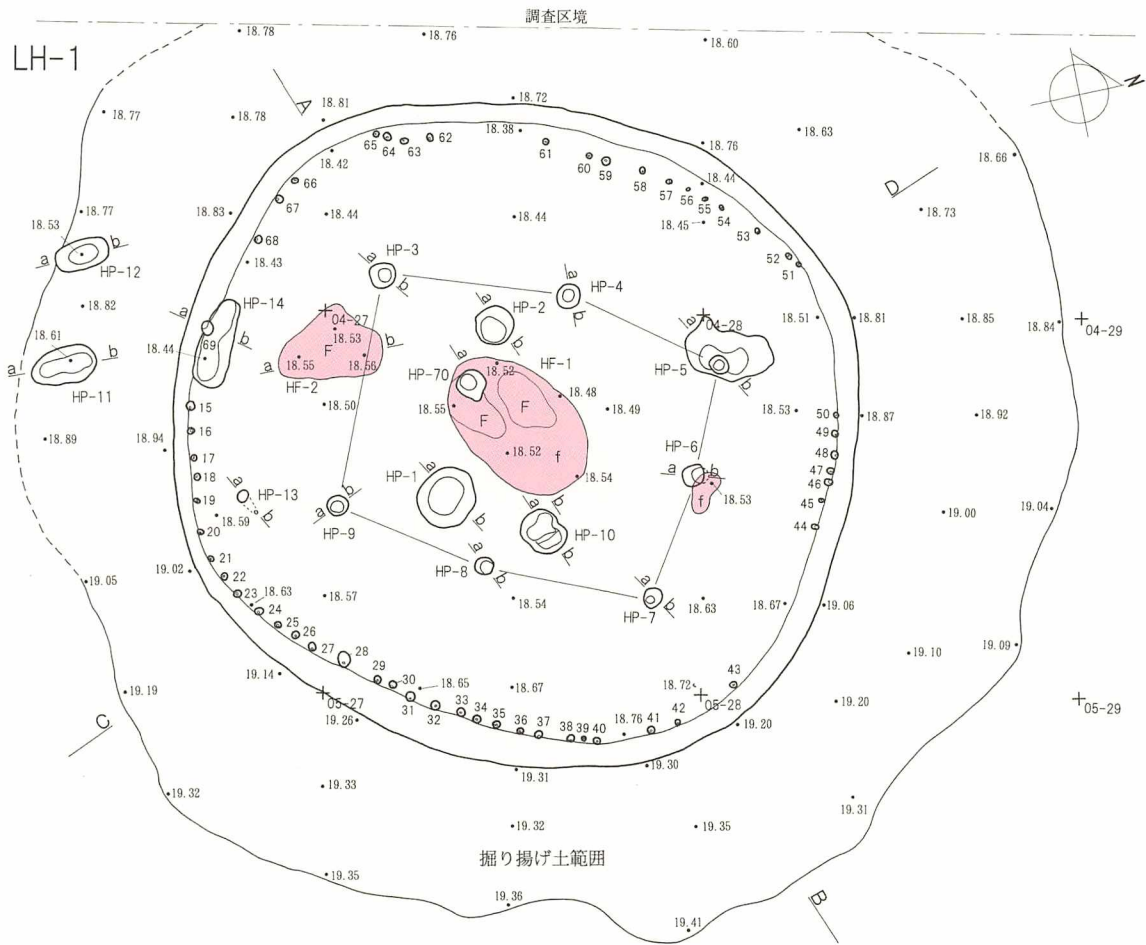 調査区境
LH-1
18.78
18.76
18.60
N
A
18.77
18.78
18.81
18.72
18.38
18.63
18.76
18.66
65 64 63 62
61
60 59 58 57 56 55 54 53 52 51
18.42
18.44
D
66
67
68
18.77
18.83
18.44
18.44
18.45
18.73
18.53
a b
HP-12
18.43
HP-3
a b
HP-4
a b
HP-2
a b
18.82
HP-14
a b
69
18.44
04-27
18.53
F
18.55
18.56
a b
HF-2
04-28
18.51
18.81
18.85
18.84
04-29
HP-5
a b
18.61
a b
HP-11
HF-1
18.52
HP-70
a
18.55
F
F
18.48
18.49
18.52
f
18.54
b
18.50
18.53
50
18.87
18.92
18.89
18.94
15
16
17
18
19
20
21
22
23
24
25
26
27
28
29
30
31
32
33
34
35
36
37
38
39
40
41
42
43
44
45
46
47
48
49
HP-13
b
18.59
HP-9
a b
HP-1
a b
HP-10
b
HP-6
a b
18.53
f
19.00
19.04
HP-8
a b
HP-7
a b
19.05
19.02
18.63
18.57
18.54
18.63
18.67
19.06
19.09
19.10
19.14
05-27
19.26
18.65
18.67
18.72
05-28
18.76
19.20
19.20
05-29
19.19
C
19.31
19.30
19.32
19.33
19.31
19.32
19.35
掘り揚げ土範囲
19.35
19.36
19.41
B